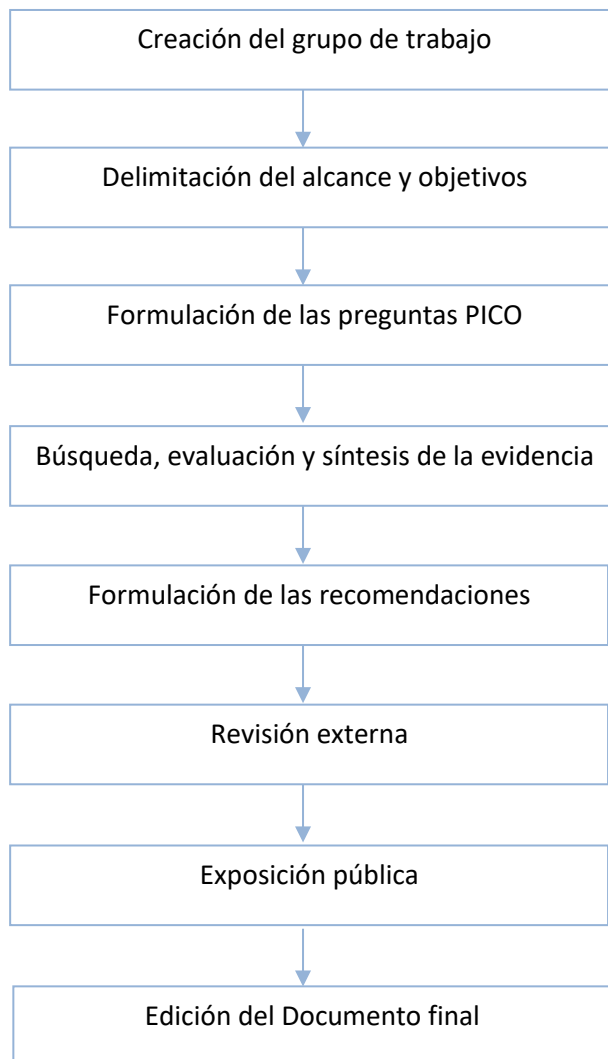 Creación del grupo de trabajo
Delimitación del alcance y objetivos
Formulación de las preguntas PICO
Búsqueda, evaluación y síntesis de la evidencia
Formulación de las recomendaciones
Revisión externa
Exposición pública
Edición del Documento final